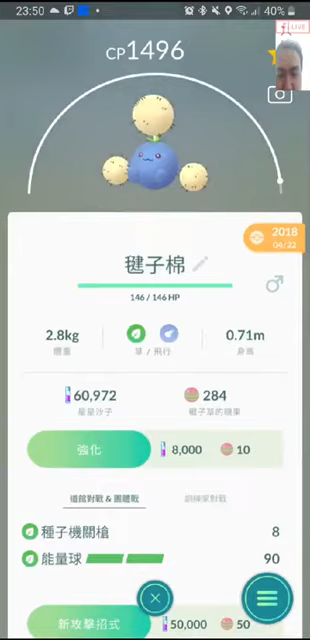 23:50
40%
LIVE
CP1496
2018
04/22
毽子棉
146 / 146 HP
2.8kg
體重
草 / 飛行
0.71m
身高
60,972
星星沙子
284
毽子草的糖果
強化
8,000
10
道館對戰 & 團體戰
訓練家對戰
種子機關槍
8
能量球
90
新攻擊招式
50,000
50